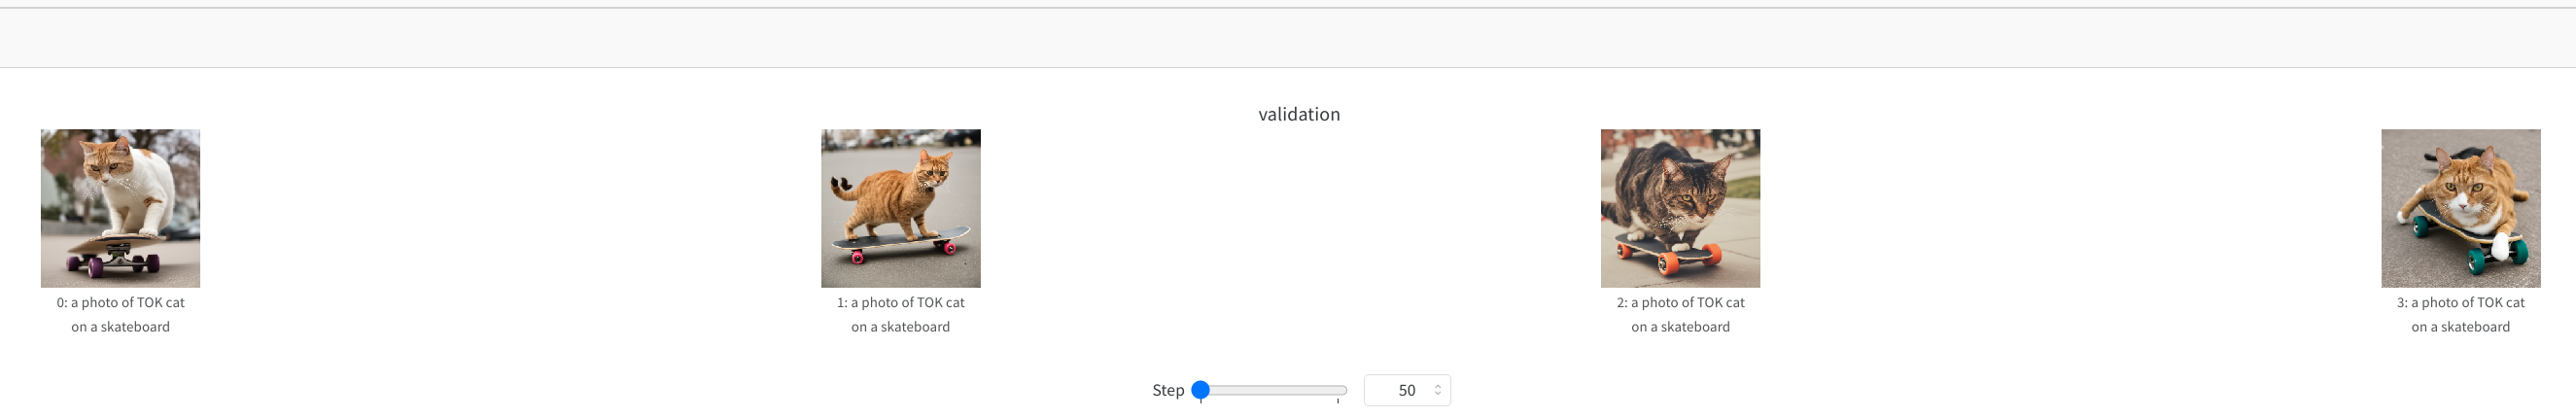 validation
0: a photo of TOK cat
on a skateboard
1: a photo of TOK cat
on a skateboard
2: a photo of TOK cat
on a skateboard
3: a photo of TOK cat
on a skateboard
Step 50